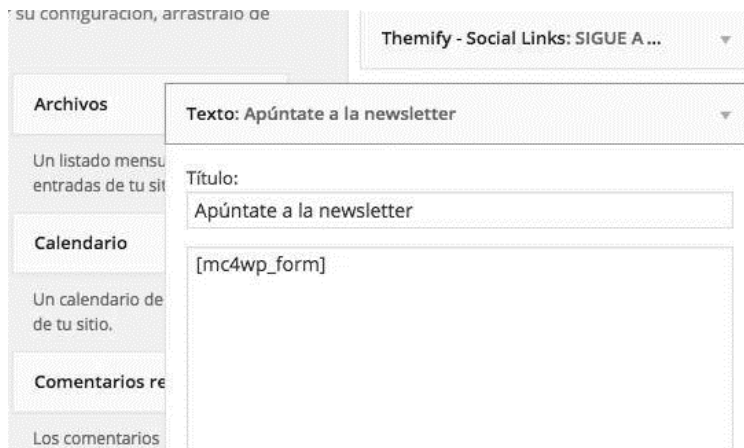 su configuración, arrástralo de
Archivos
Un listado mensu
entradas de tu sit
Calendario
Un calendario de
de tu sitio.
Comentarios re
Los comentarios
Themify - Social Links: SIGUE A ...
Texto: Apúntate a la newsletter
Título:
Apúntate a la newsletter
[mc4wp_form]